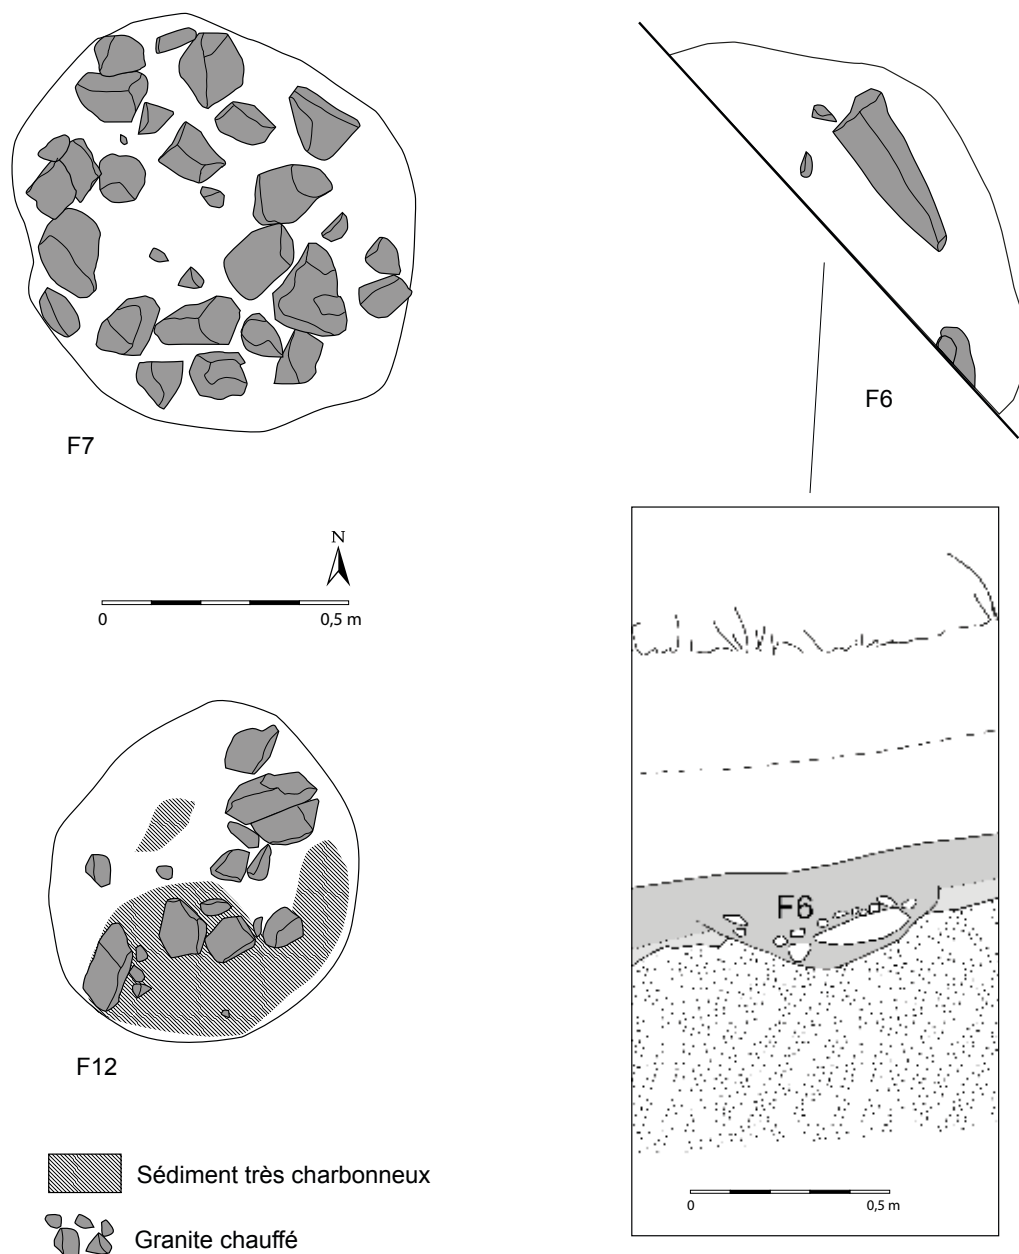 F7
F6
N
0 0,5 m
F6
F12
Sédiment très charbonneux
Granite chauffé
0 0,5 m